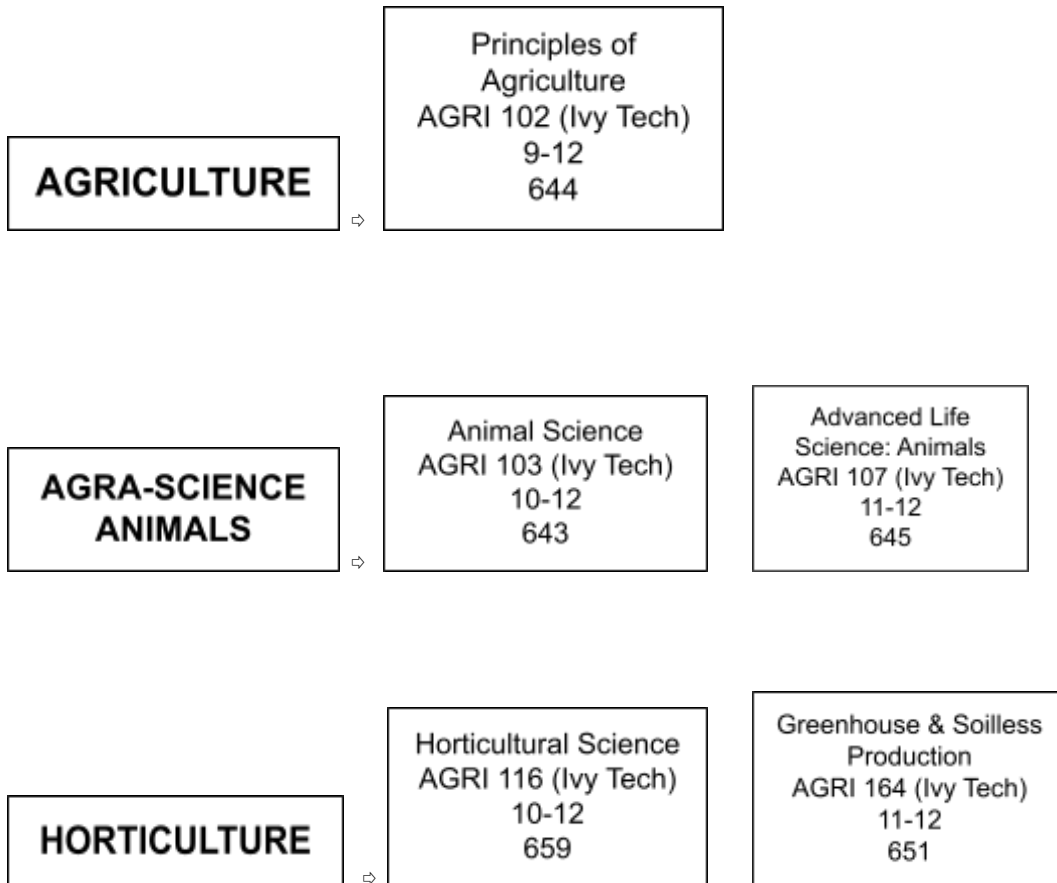 Principles of
Agriculture
AGRI 102 (Ivy Tech)
9-12
644
AGRICULTURE
⇨
Animal Science
AGRI 103 (Ivy Tech)
10-12
643
Advanced Life
Science: Animals
AGRI 107 (Ivy Tech)
11-12
645
AGRA-SCIENCE
ANIMALS
⇨
Horticultural Science
AGRI 116 (Ivy Tech)
10-12
659
Greenhouse & Soilless
Production
AGRI 164 (Ivy Tech)
11-12
651
HORTICULTURE
⇨